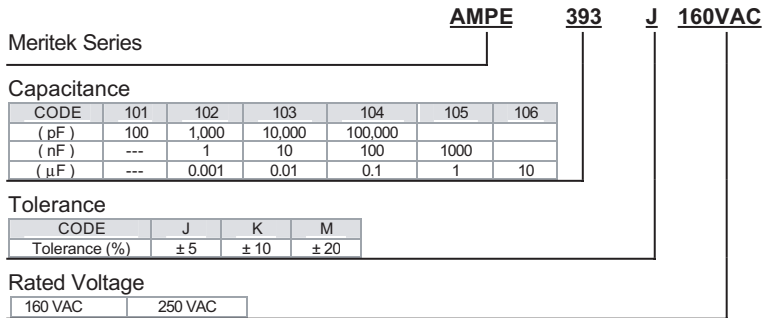 AMPE 393 J 160VAC
Meritek Series
Capacitance
CODE 101 102 103 104 105 106
( pF ) 100 1,000 10,000 100,000
( nF ) --- 1 10 100 1000
( μF ) --- 0.001 0.01 0.1 1 10
Tolerance
CODE J K M
Tolerance (%) ± 5 ± 10 ± 20
Rated Voltage
160 VAC 250 VAC